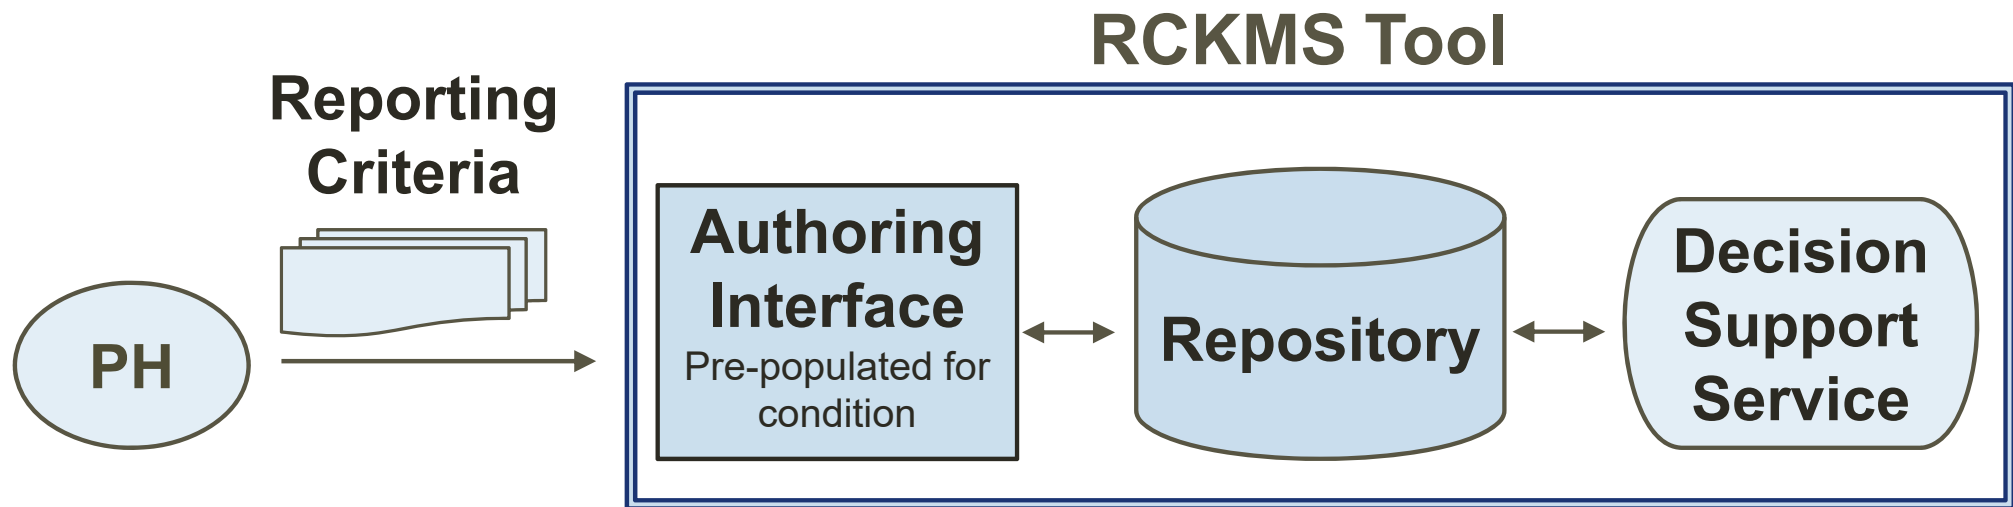 RCKMS Tool
Reporting
Criteria
PH
Authoring
Interface
Pre-populated for
condition
Repository
Decision
Support
Service